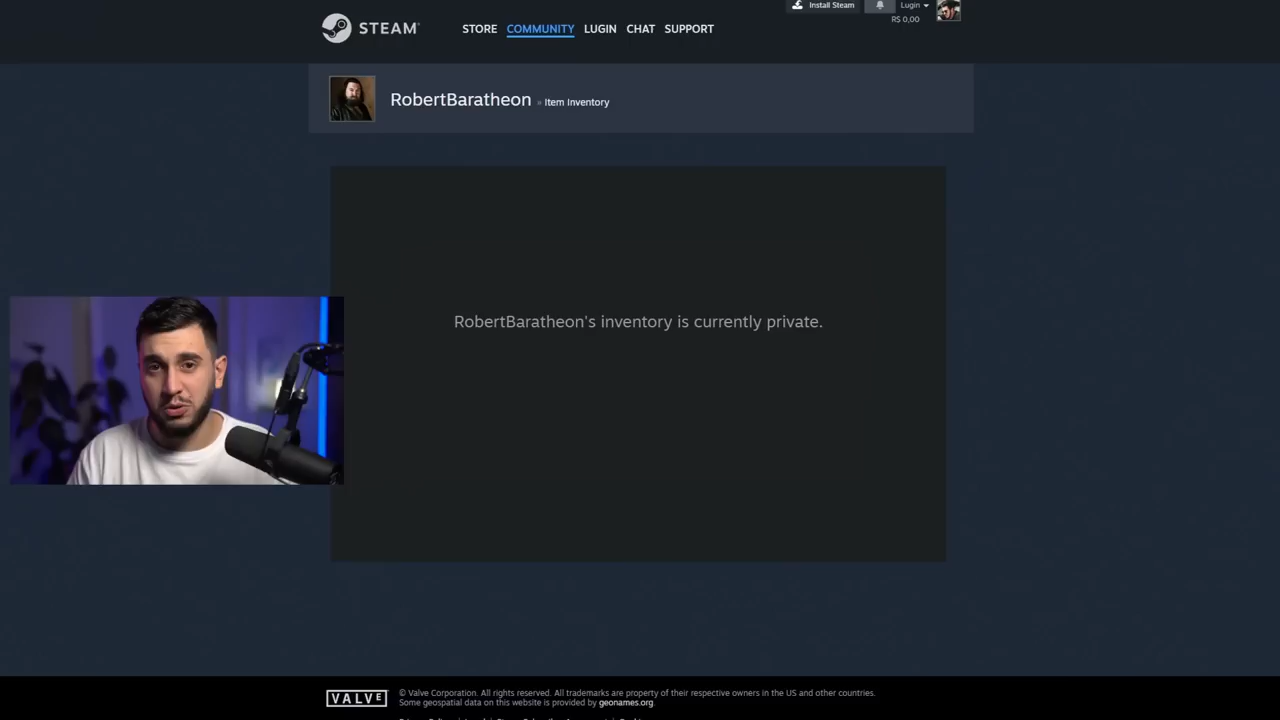 Install Steam
Lugin
R$ 0,00
STEAM
STORE COMMUNITY LUGIN CHAT SUPPORT
RobertBaratheon » Item Inventory
RobertBaratheon's inventory is currently private.
VALVE
© Valve Corporation. All rights reserved. All trademarks are property of their respective owners in the US and other countries.
Some geospatial data on this website is provided by geonames.org.